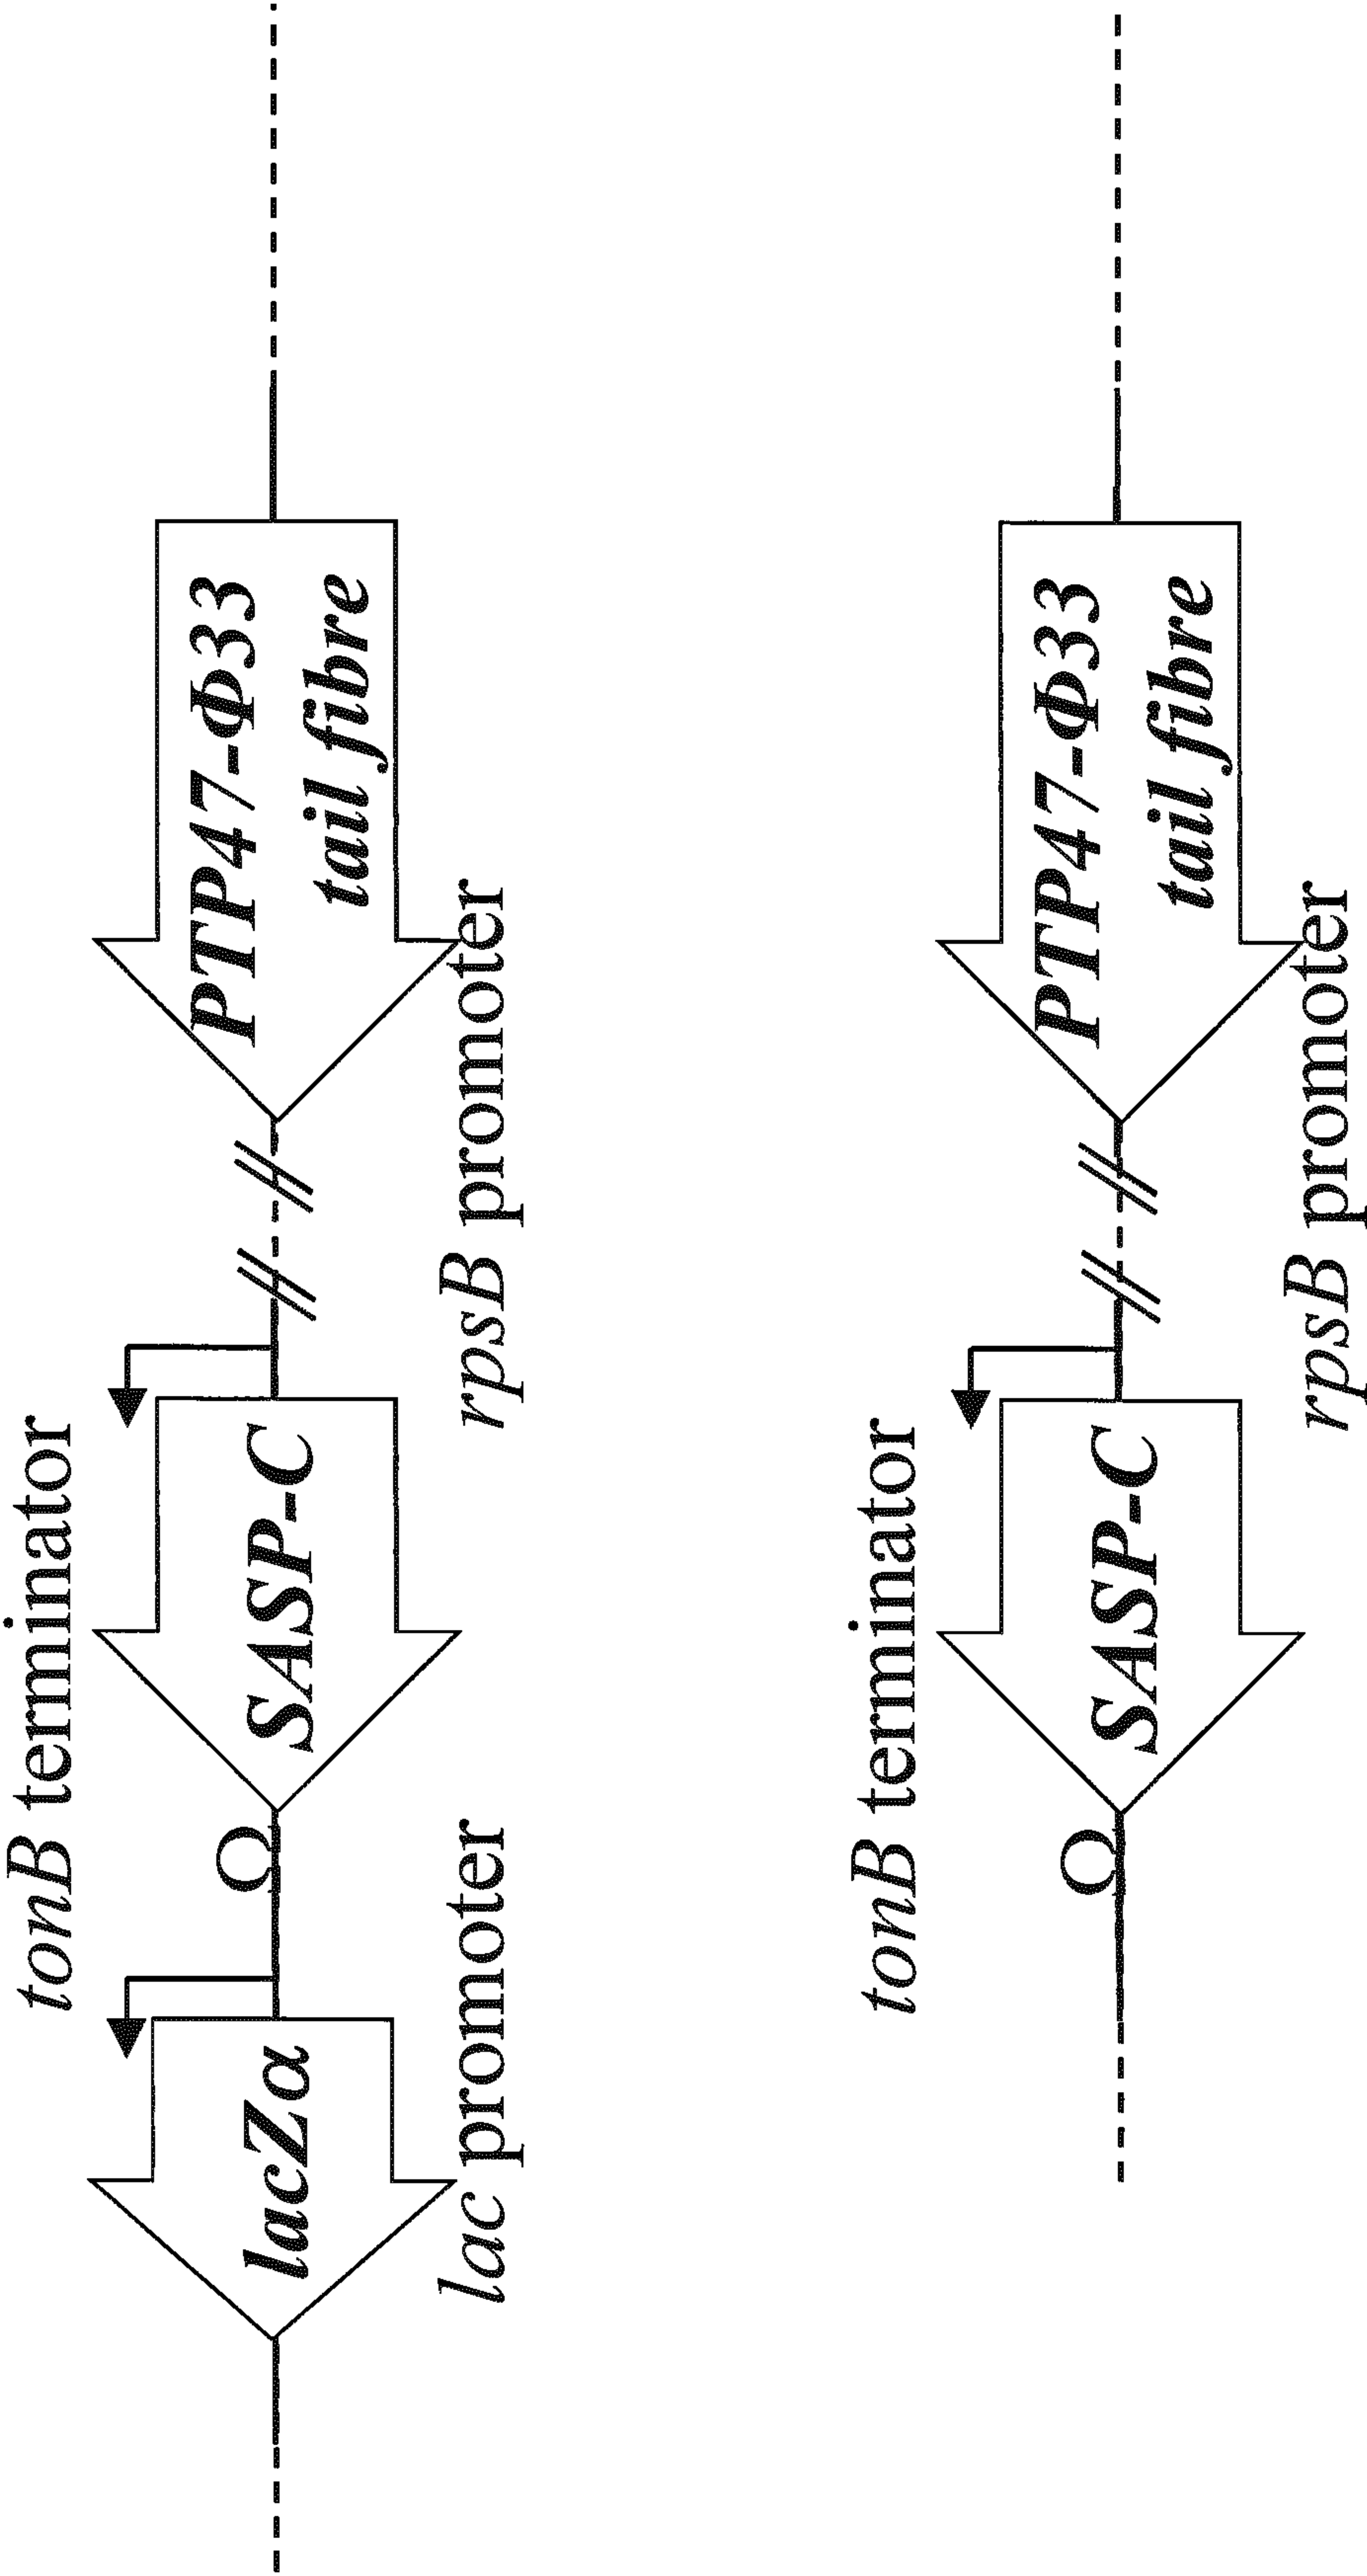 tonB terminator
lacZα
SASP-C
PTP47-Φ33
tail fibre
lac promoter
rpsB promoter
tonB terminator
SASP-C
PTP47-Φ33
tail fibre
rpsB promoter